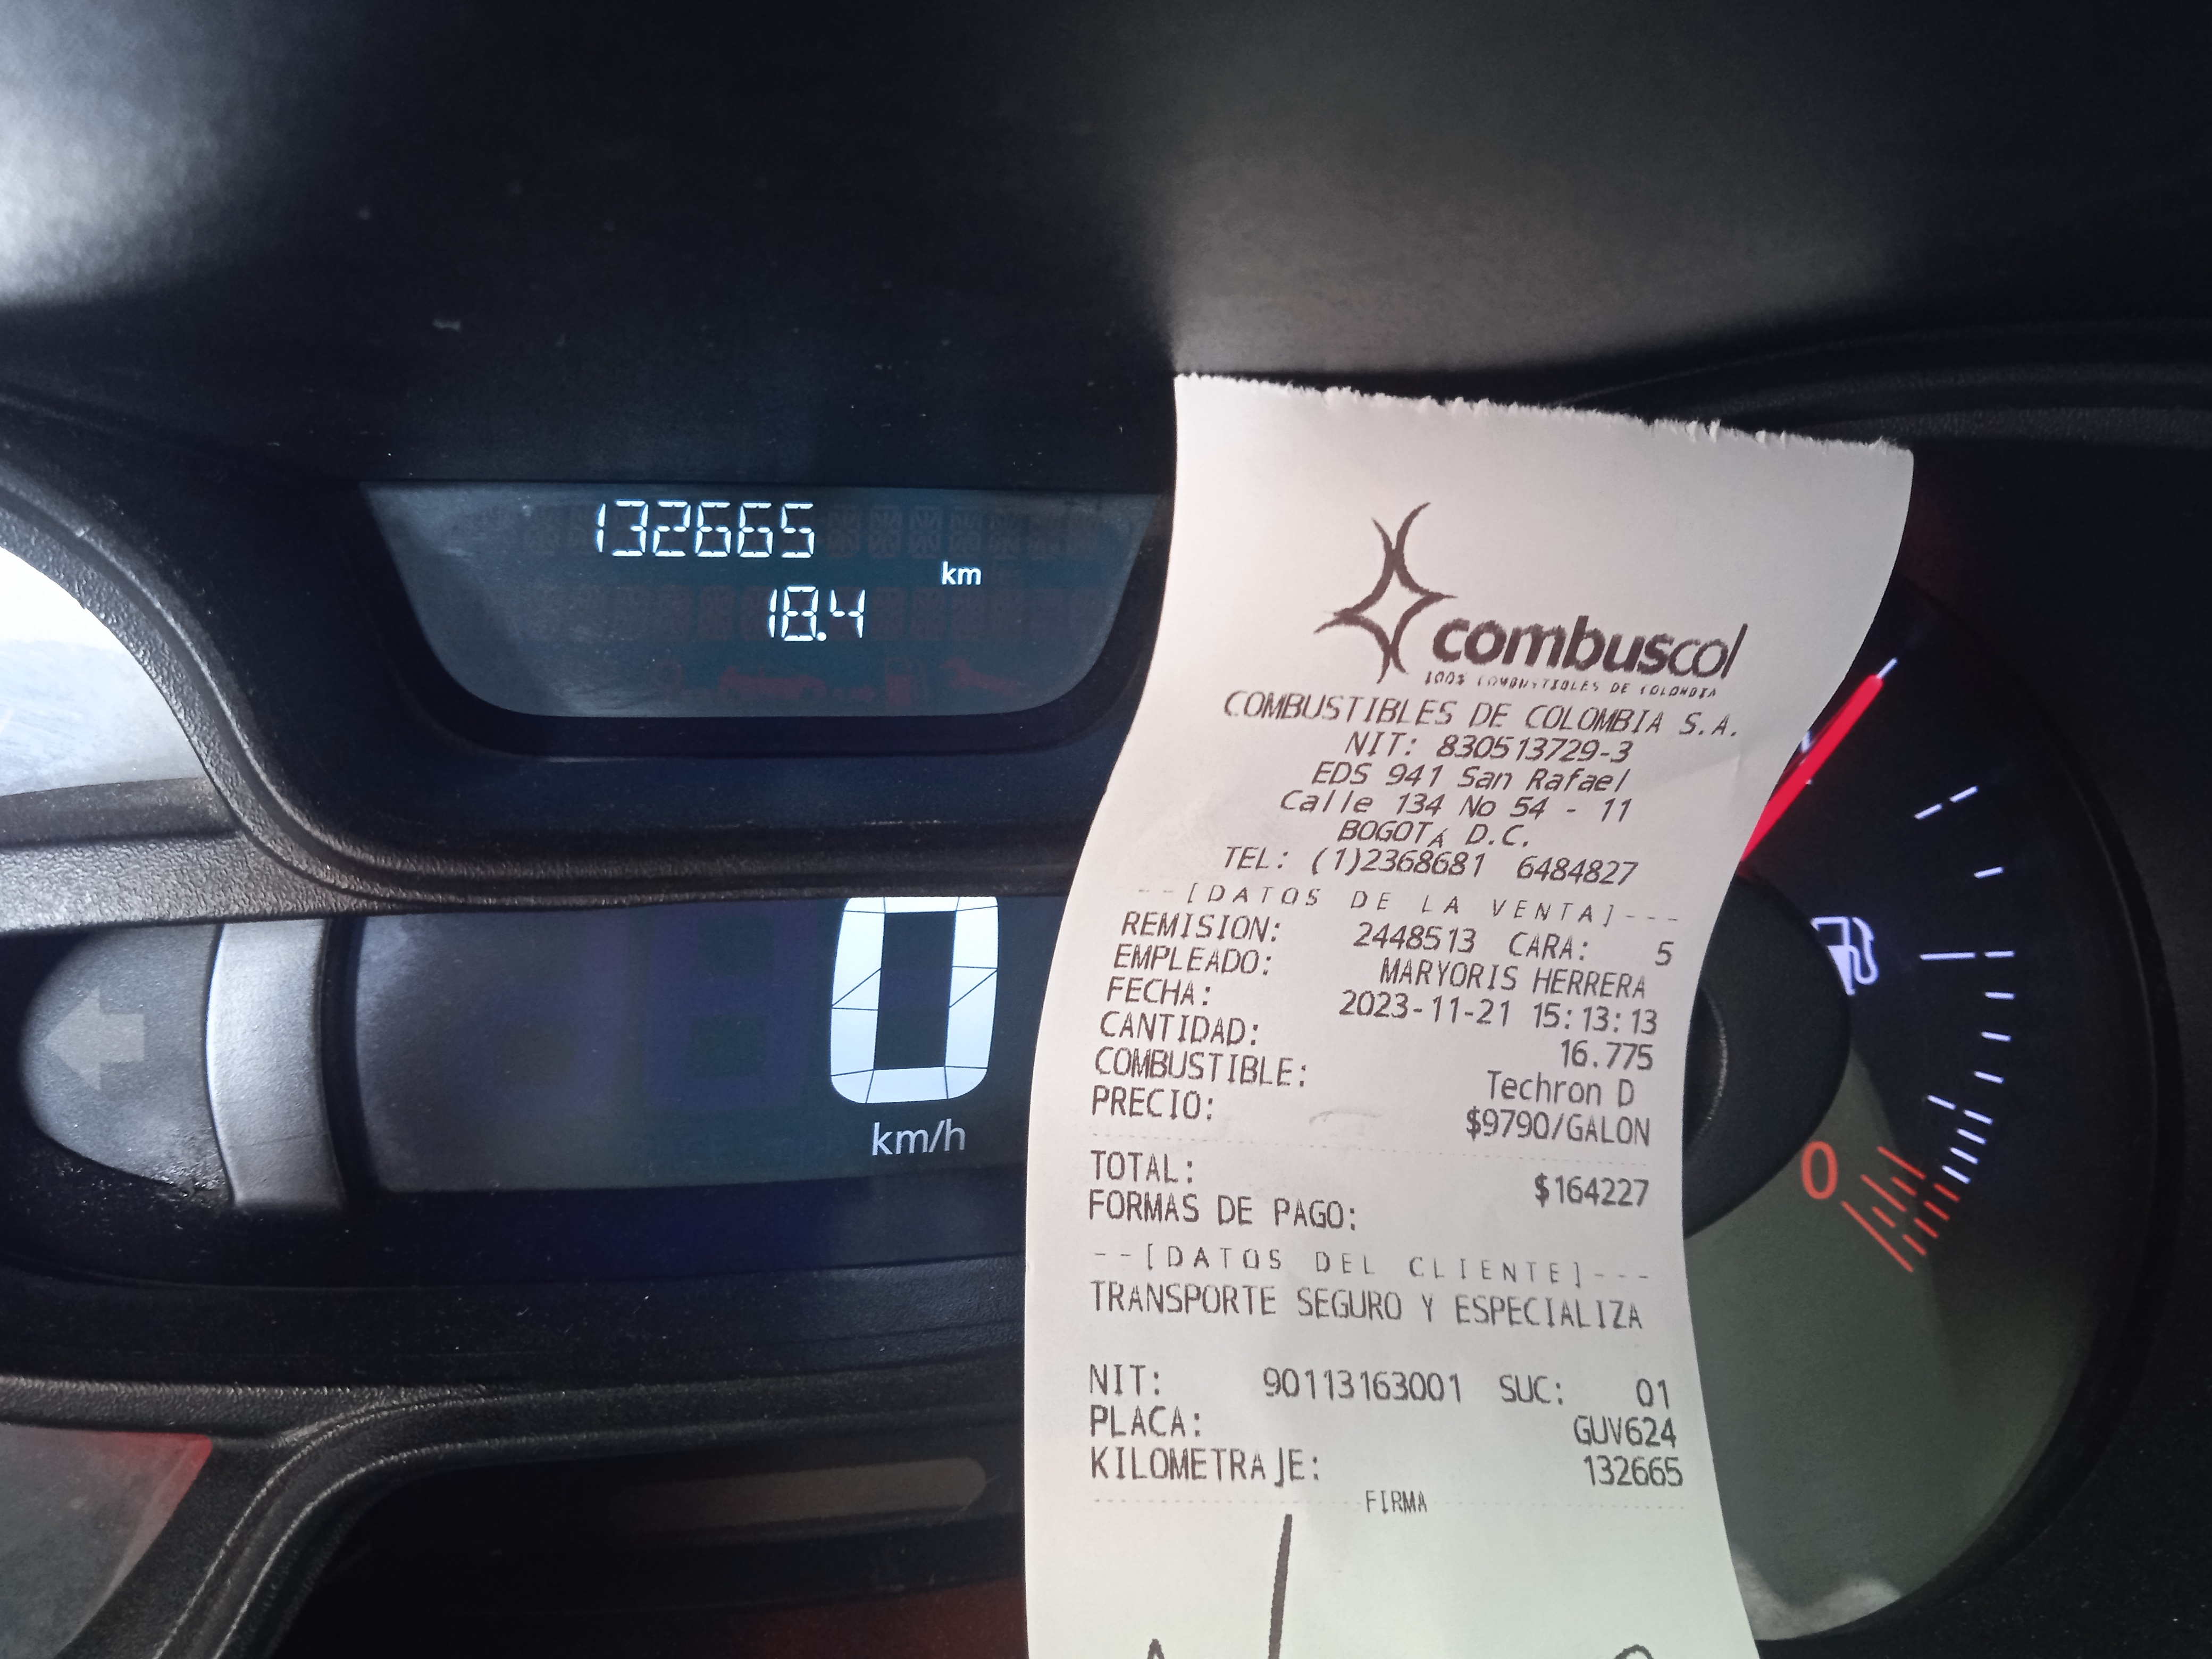 132665
km
18.4
0
km/h
combuscol
100% COMBUSTIBLES DE COLOMBIA
COMBUSTIBLES DE COLOMBIA S.A.
NIT: 830513729-3
EDS 941 San Rafael
Calle 134 No 54 - 11
BOGOTÁ D.C.
TEL: (1)2368681 6484827
--[DATOS DE LA VENTA]---
REMISION: 2448513 CARA: 5
EMPLEADO: MARYORIS HERRERA
FECHA: 2023-11-21 15:13:13
CANTIDAD: 16.775
COMBUSTIBLE: Techron D
PRECIO: $9790/GALON
TOTAL: $164227
FORMAS DE PAGO:
--[DATOS DEL CLIENTE]---
TRANSPORTE SEGURO Y ESPECIALIZA
NIT: 90113163001 SUC: 01
PLACA: GUV624
KILOMETRAJE: 132665
FIRMA
0